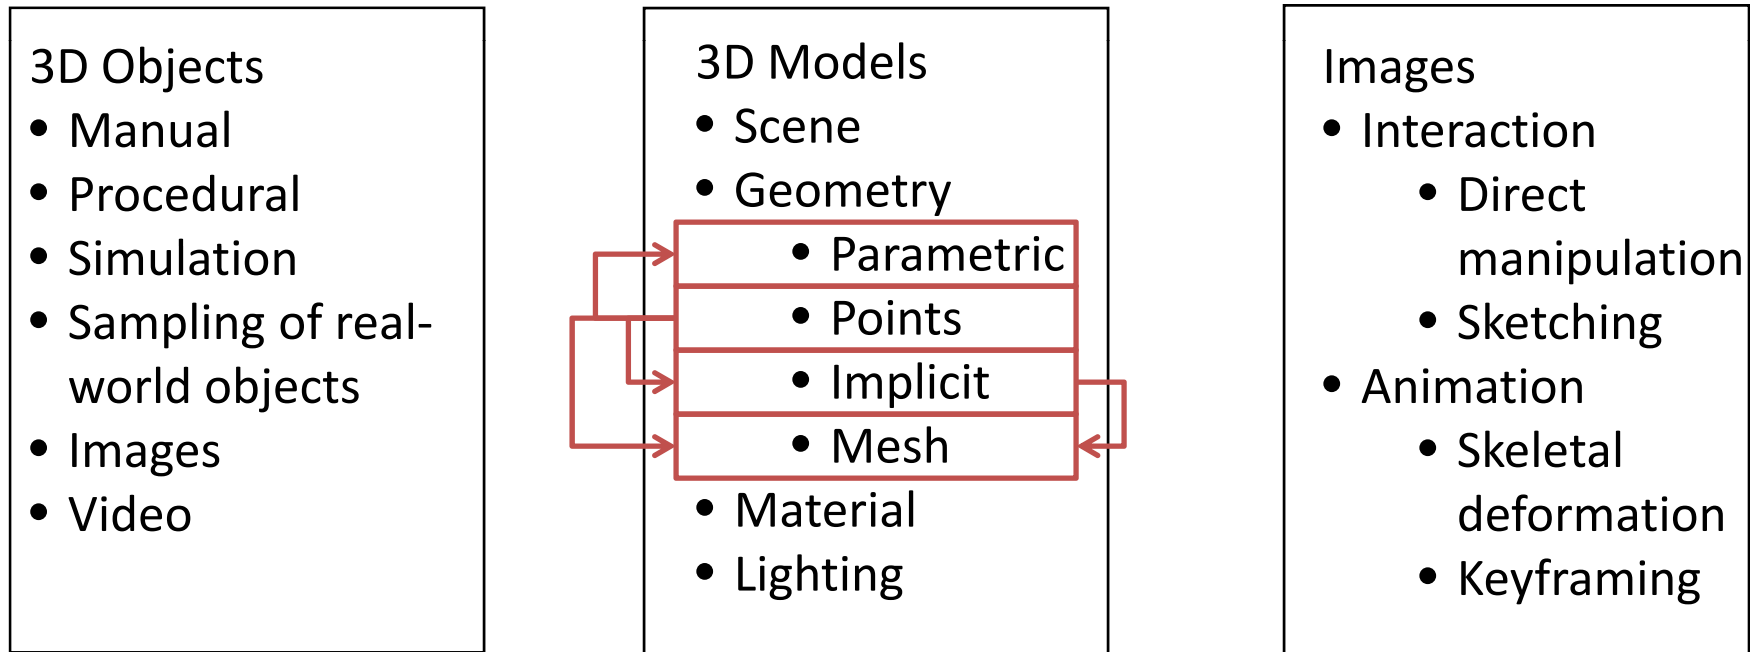 3D Objects
• Manual
• Procedural
• Simulation
• Sampling of real-
world objects
• Images
• Video
3D Models
• Scene
• Geometry
• Parametric
• Points
• Implicit
• Mesh
• Material
• Lighting
Images
• Interaction
• Direct
manipulation
• Sketching
• Animation
• Skeletal
deformation
• Keyframing